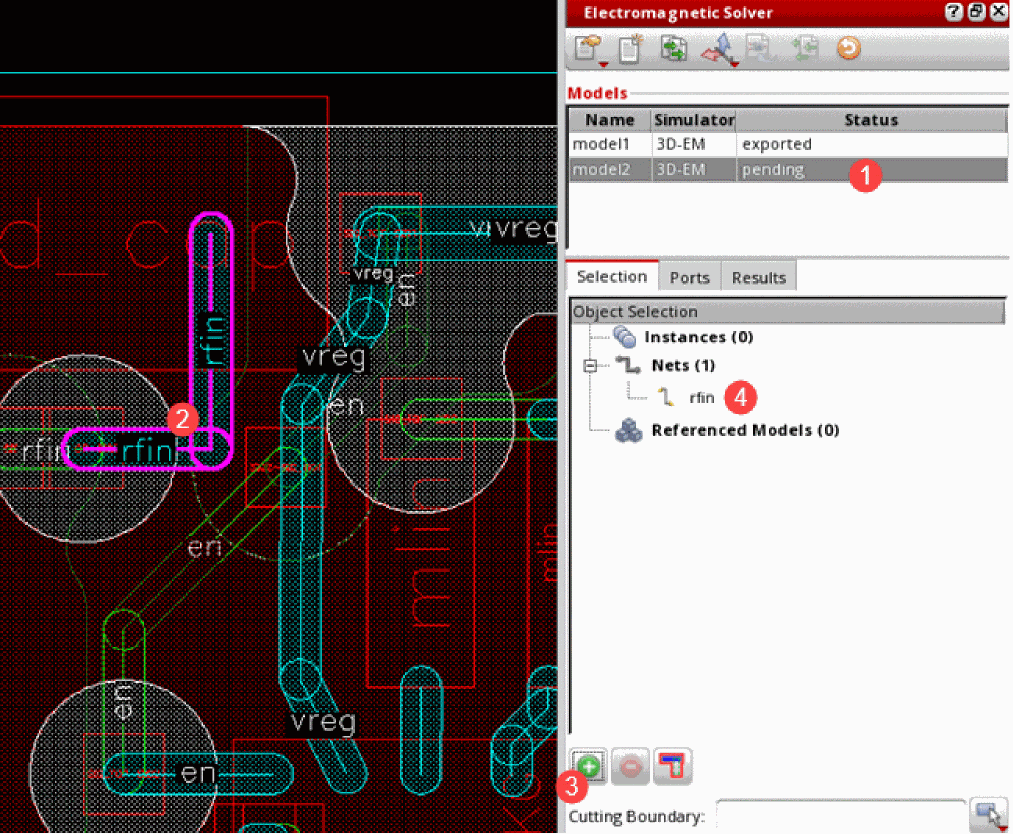 Electromagnetic Solver
Models
Name Simulator Status
model1 3D-EM exported
model2 3D-EM pending
1
Selection Ports Results
Object Selection
Instances (0)
Nets (1)
rfin
4
Referenced Models (0)
3
Cutting Boundary:
d_cap
vreg
vreg
en
rfin
vreg
en
2
rfin
rfin
en
mlin
mlin
en
vreg
en